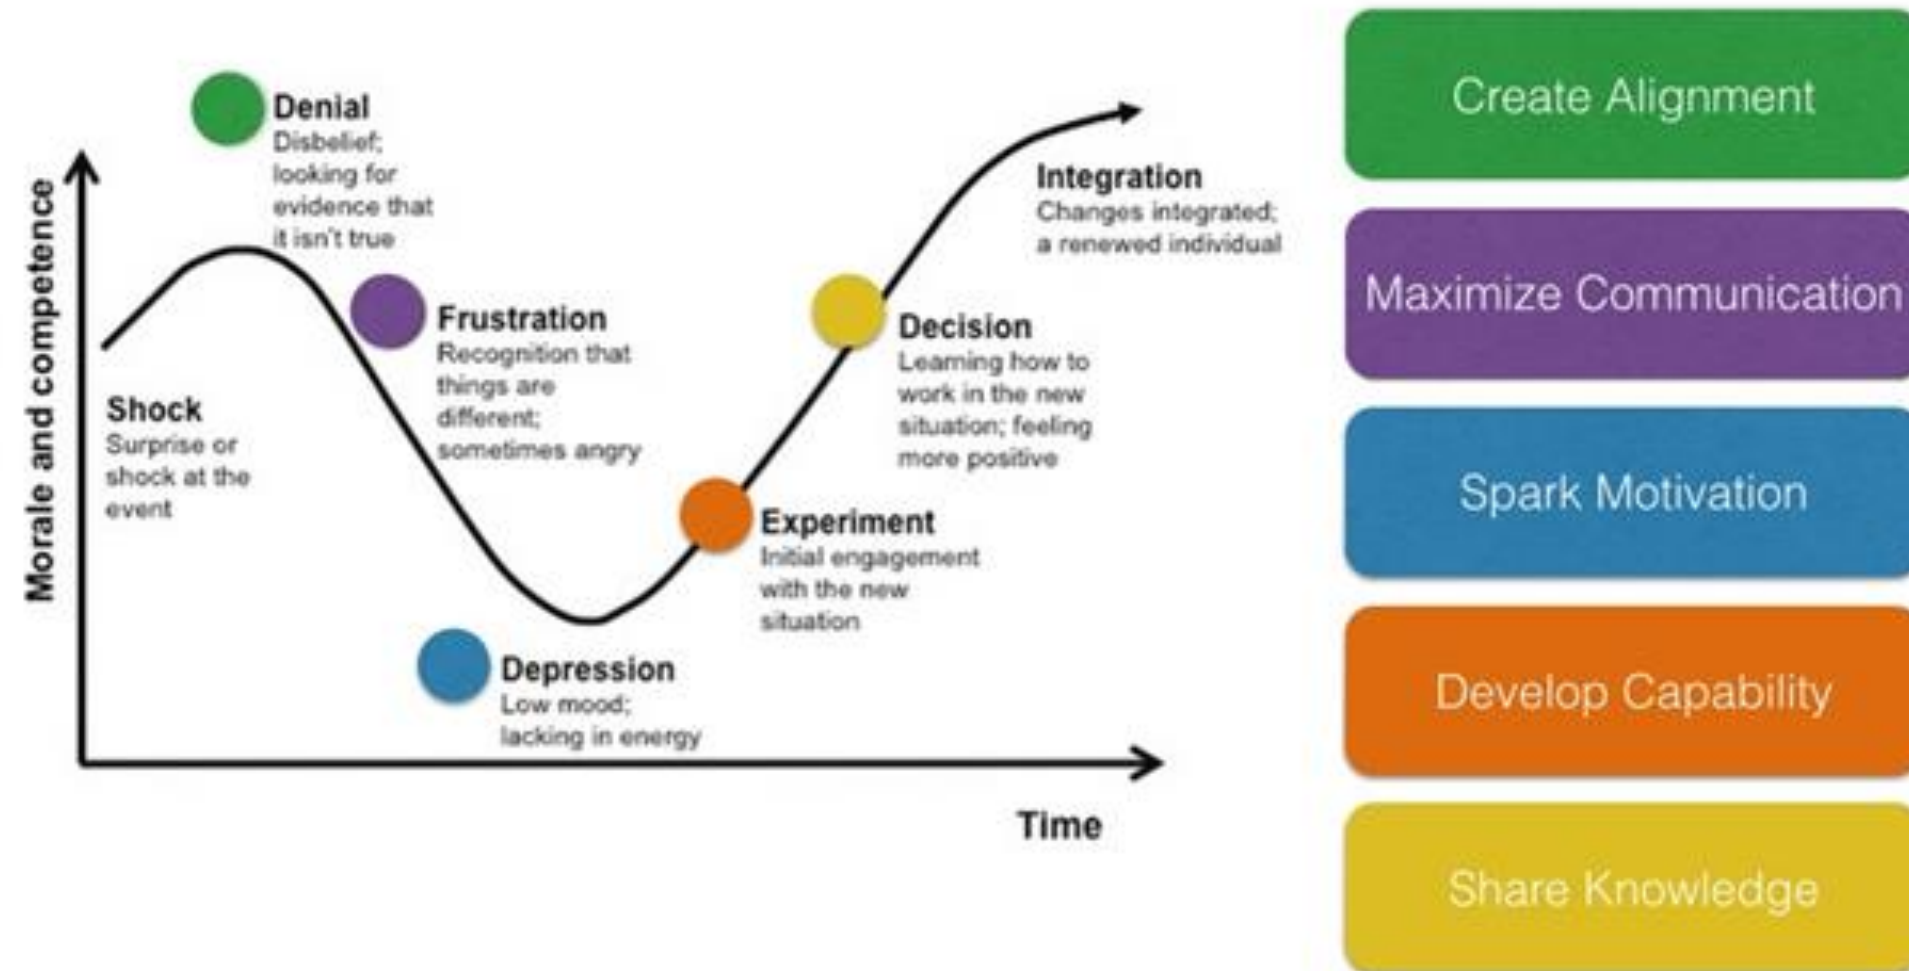 Denial
Disbelief;
looking for
evidence that
it isn't true
Morale and competence
Shock
Surprise or
shock at the
event
Frustration
Recognition that
things are
different;
sometimes angry
Depression
Low mood;
lacking in energy
Experiment
Initial engagement
with the new
situation
Decision
Learning how to
work in the new
situation; feeling
more positive
Integration
Changes integrated;
a renewed individual
Time
Create Alignment
Maximize Communication
Spark Motivation
Develop Capability
Share Knowledge